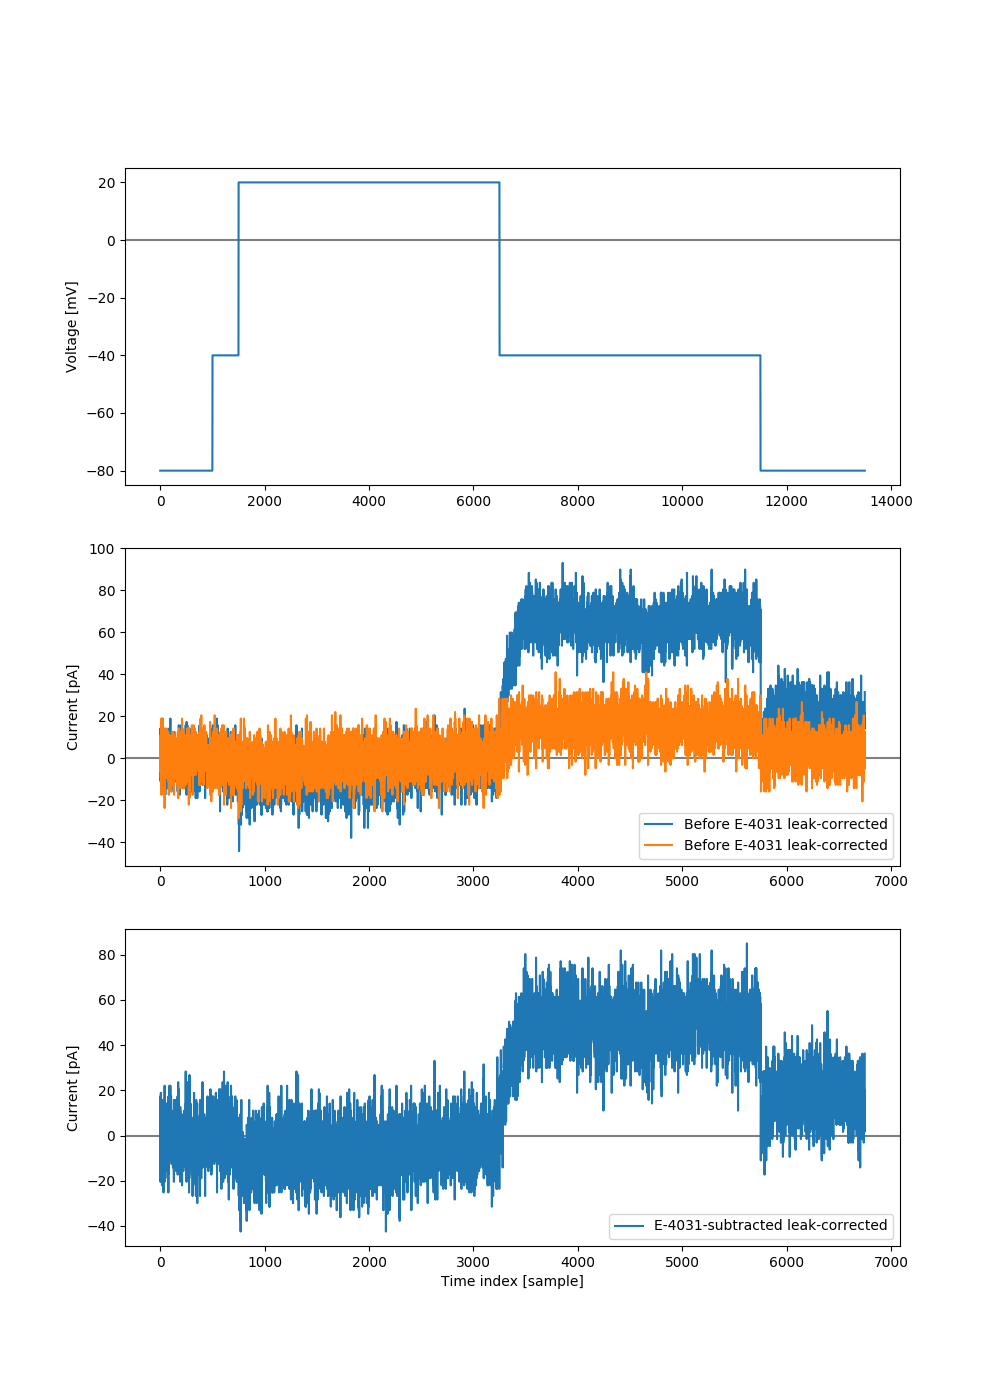 20
0
−20
−40
−60
−80
Voltage [mV]
0 2000 4000 6000 8000 10000 12000 14000
100
80
60
40
20
0
−20
−40
Current [pA]
Before E-4031 leak-corrected
Before E-4031 leak-corrected
0 1000 2000 3000 4000 5000 6000 7000
80
60
40
20
0
−20
−40
Current [pA]
E-4031-subtracted leak-corrected
0 1000 2000 3000 4000 5000 6000 7000
Time index [sample]